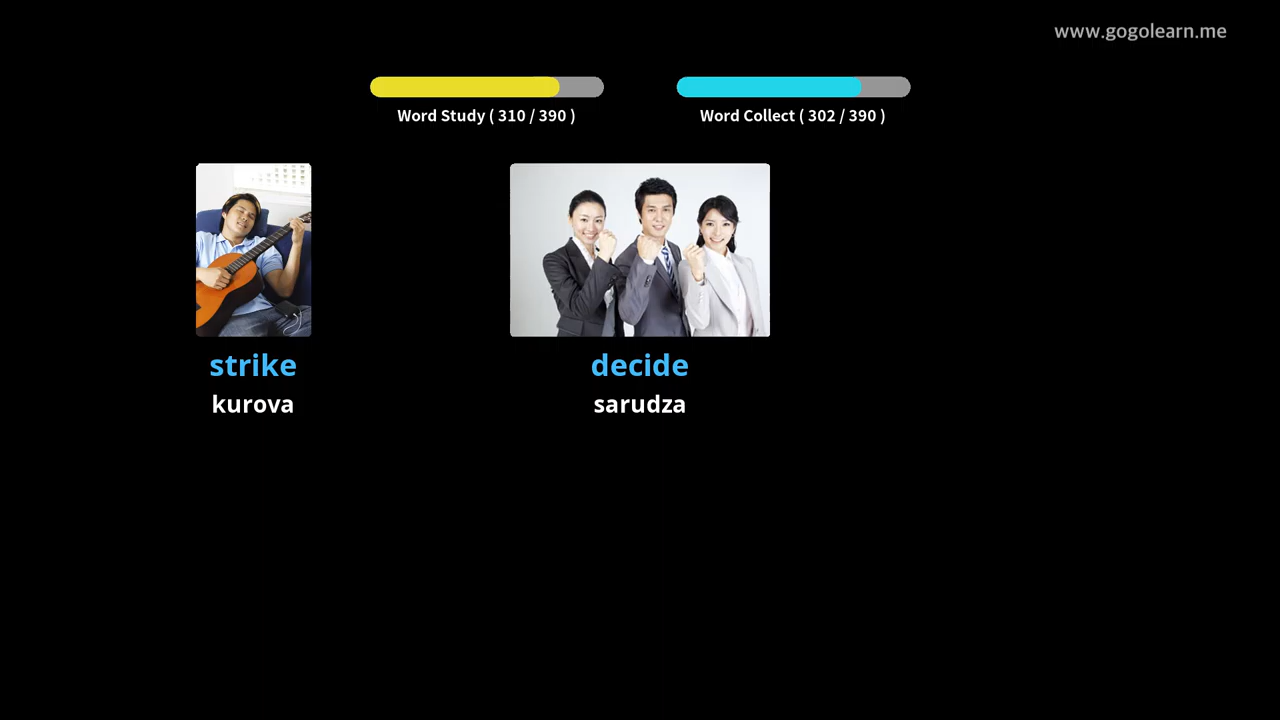 www.gogolearn.me
Word Study ( 310 / 390 )
Word Collect ( 302 / 390 )
strike
kurova
decide
sarudza